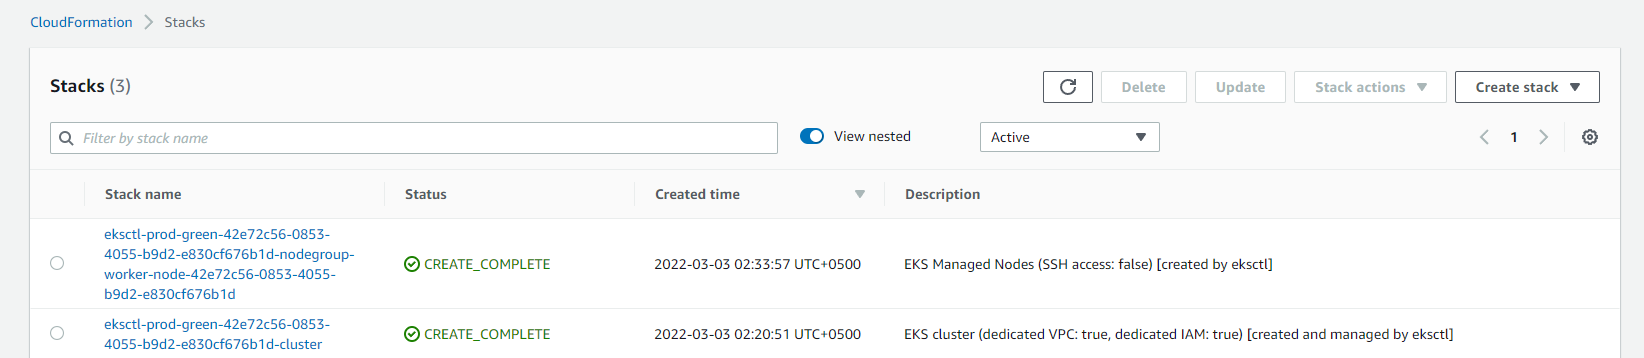 CloudFormation > Stacks
Stacks (3)
Delete
Update
Stack actions
Create stack
Filter by stack name
View nested
Active
1
Stack name
Status
Created time
Description
eksctl-prod-green-42e72c56-0853-
4055-b9d2-e830cf676b1d-nodegroup-
worker-node-42e72c56-0853-4055-
b9d2-e830cf676b1d
CREATE_COMPLETE
2022-03-03 02:33:57 UTC+0500
EKS Managed Nodes (SSH access: false) [created by eksctl]
eksctl-prod-green-42e72c56-0853-
4055-b9d2-e830cf676b1d-cluster
CREATE_COMPLETE
2022-03-03 02:20:51 UTC+0500
EKS cluster (dedicated VPC: true, dedicated IAM: true) [created and managed by eksctl]